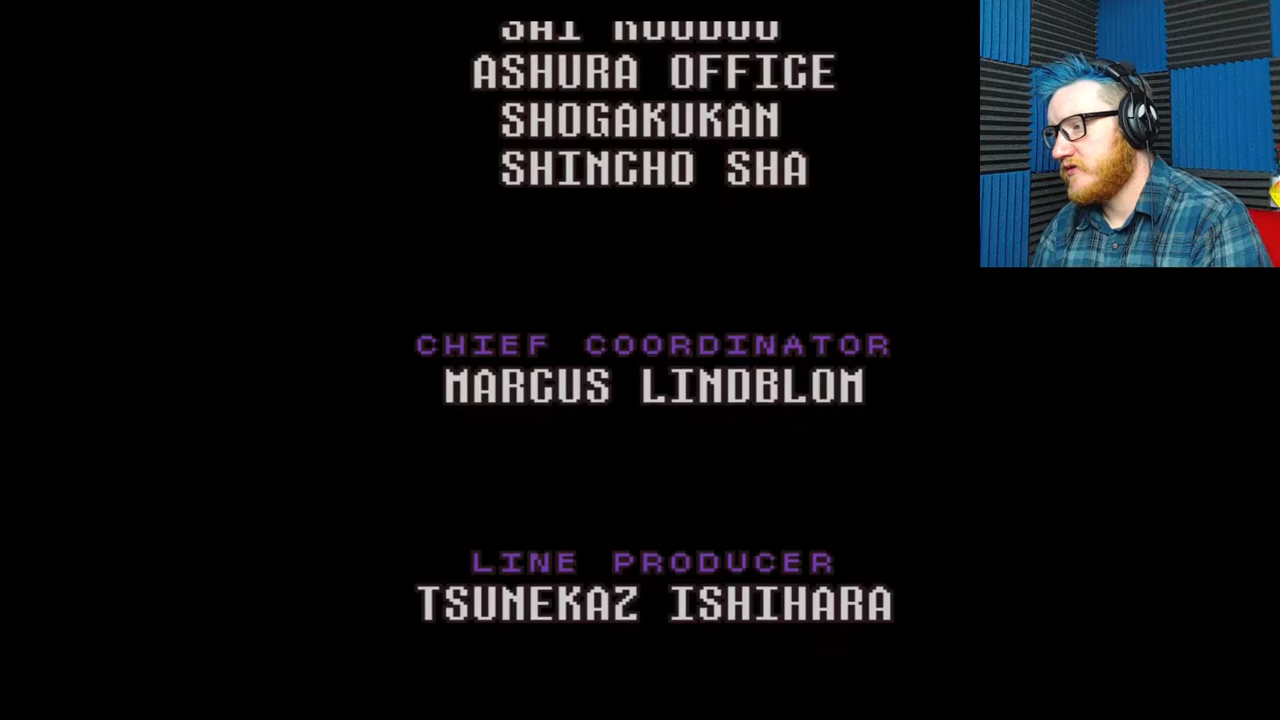 ASHURA OFFICE
SHOGAKUKAN
SHINCHO SHA
CHIEF COORDINATOR
MARCUS LINDBLOM
LINE PRODUCER
TSUNEKAZ ISHIHARA